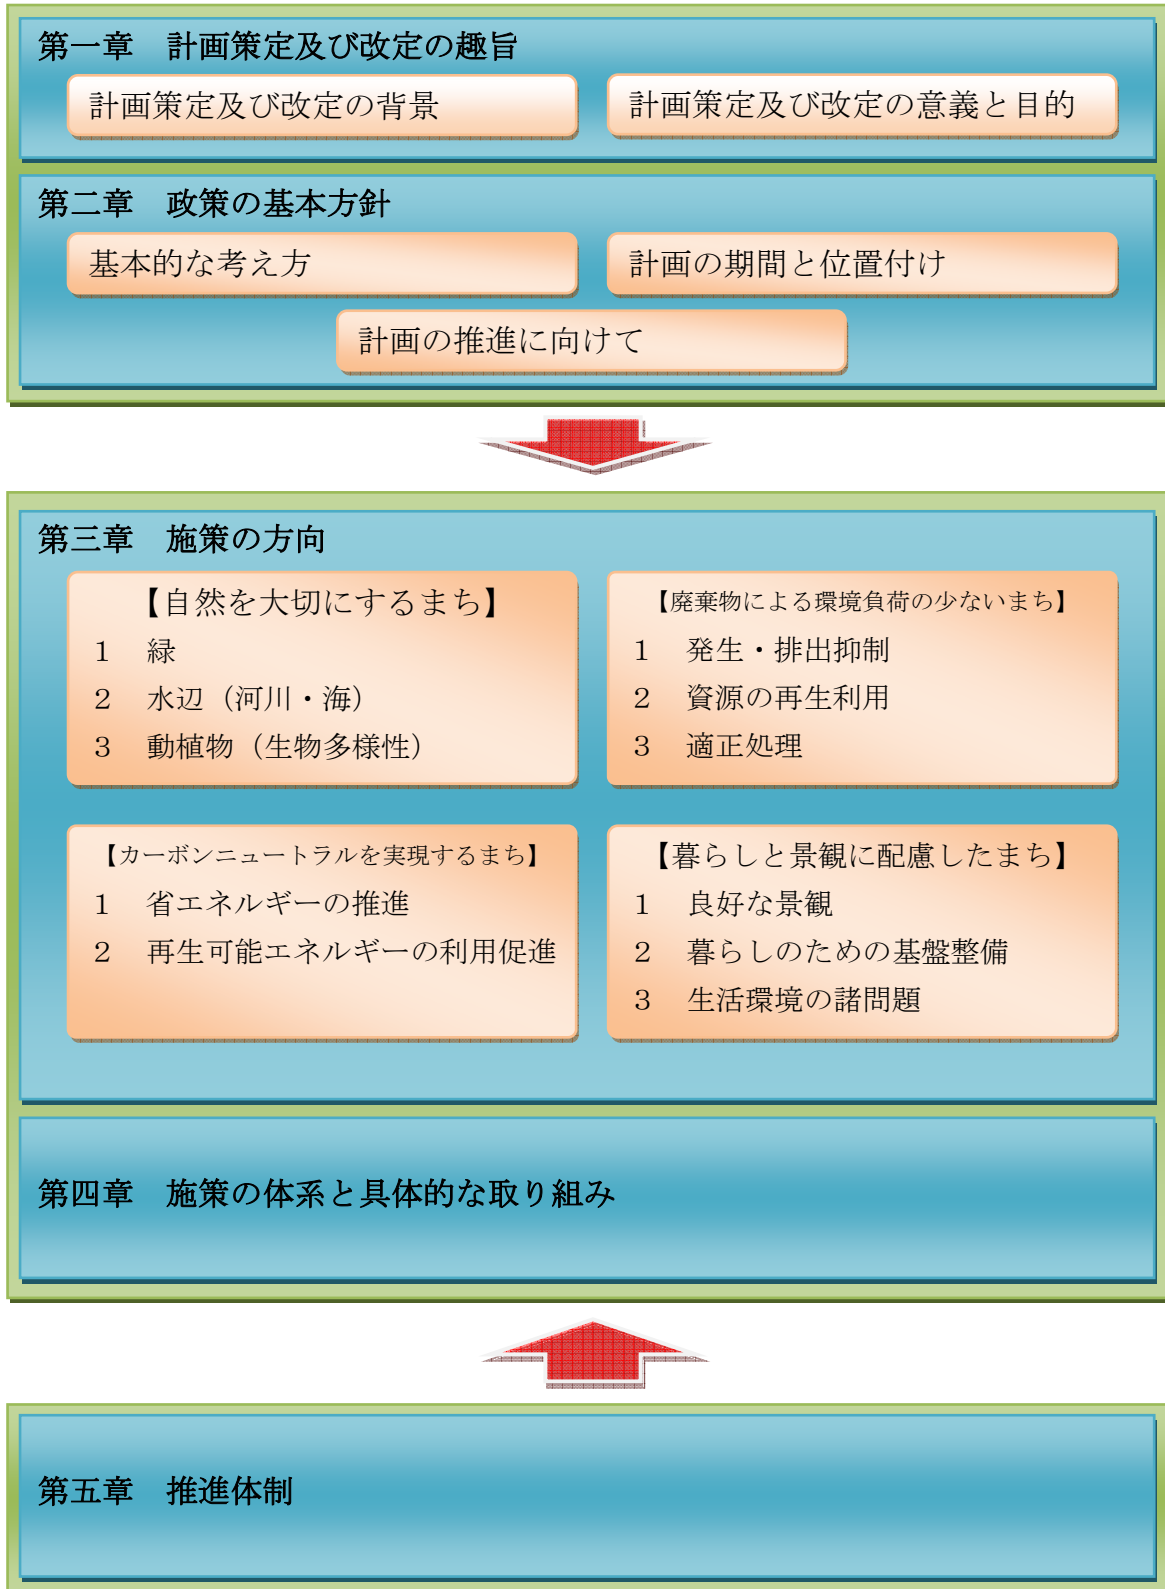 第一章　計画策定及び改定の趣旨
計画策定及び改定の背景
計画策定及び改定の意義と目的
第二章　政策の基本方針
基本的な考え方
計画の期間と位置付け
計画の推進に向けて
第三章　施策の方向
【自然を大切にするまち】
１　緑
２　水辺（河川・海）
３　動植物（生物多様性）
【廃棄物による環境負荷の少ないまち】
１　発生・排出抑制
２　資源の再生利用
３　適正処理
【カーボンニュートラルを実現するまち】
１　省エネルギーの推進
２　再生可能エネルギーの利用促進
【暮らしと景観に配慮したまち】
１　良好な景観
２　暮らしのための基盤整備
３　生活環境の諸問題
第四章　施策の体系と具体的な取り組み
第五章　推進体制